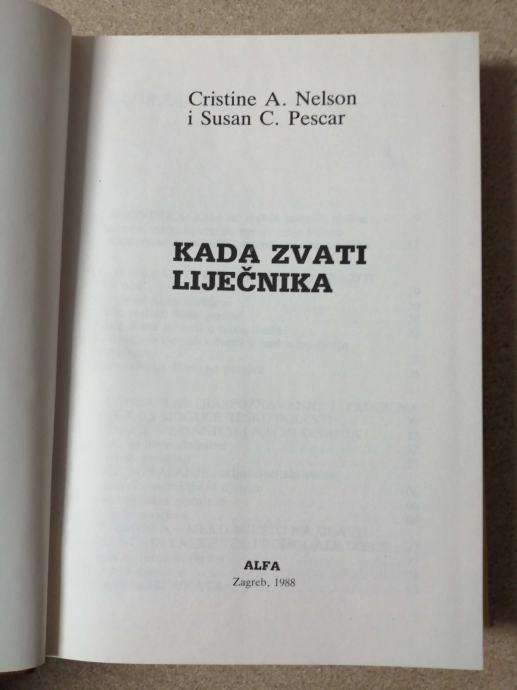 Cristine A. Nelson
i Susan C. Pescar
KADA ZVATI
LIJEČNIKA
ALFA
Zagreb, 1988